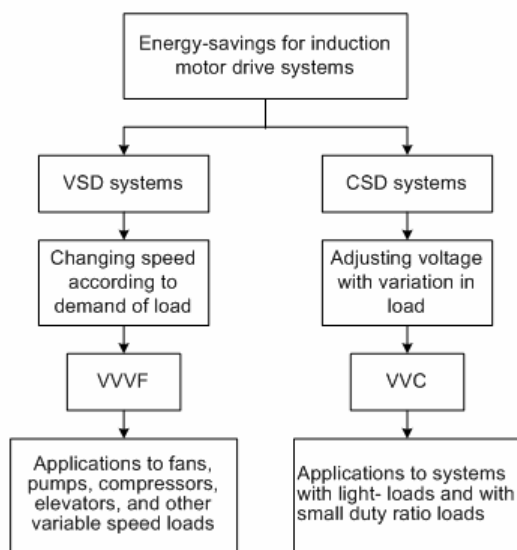 Energy-savings for induction
motor drive systems
VSD systems
CSD systems
Changing speed
according to
demand of load
Adjusting voltage
with variation in
load
VVVF
VVC
Applications to fans,
pumps, compressors,
elevators, and other
variable speed loads
Applications to systems
with light- loads and with
small duty ratio loads